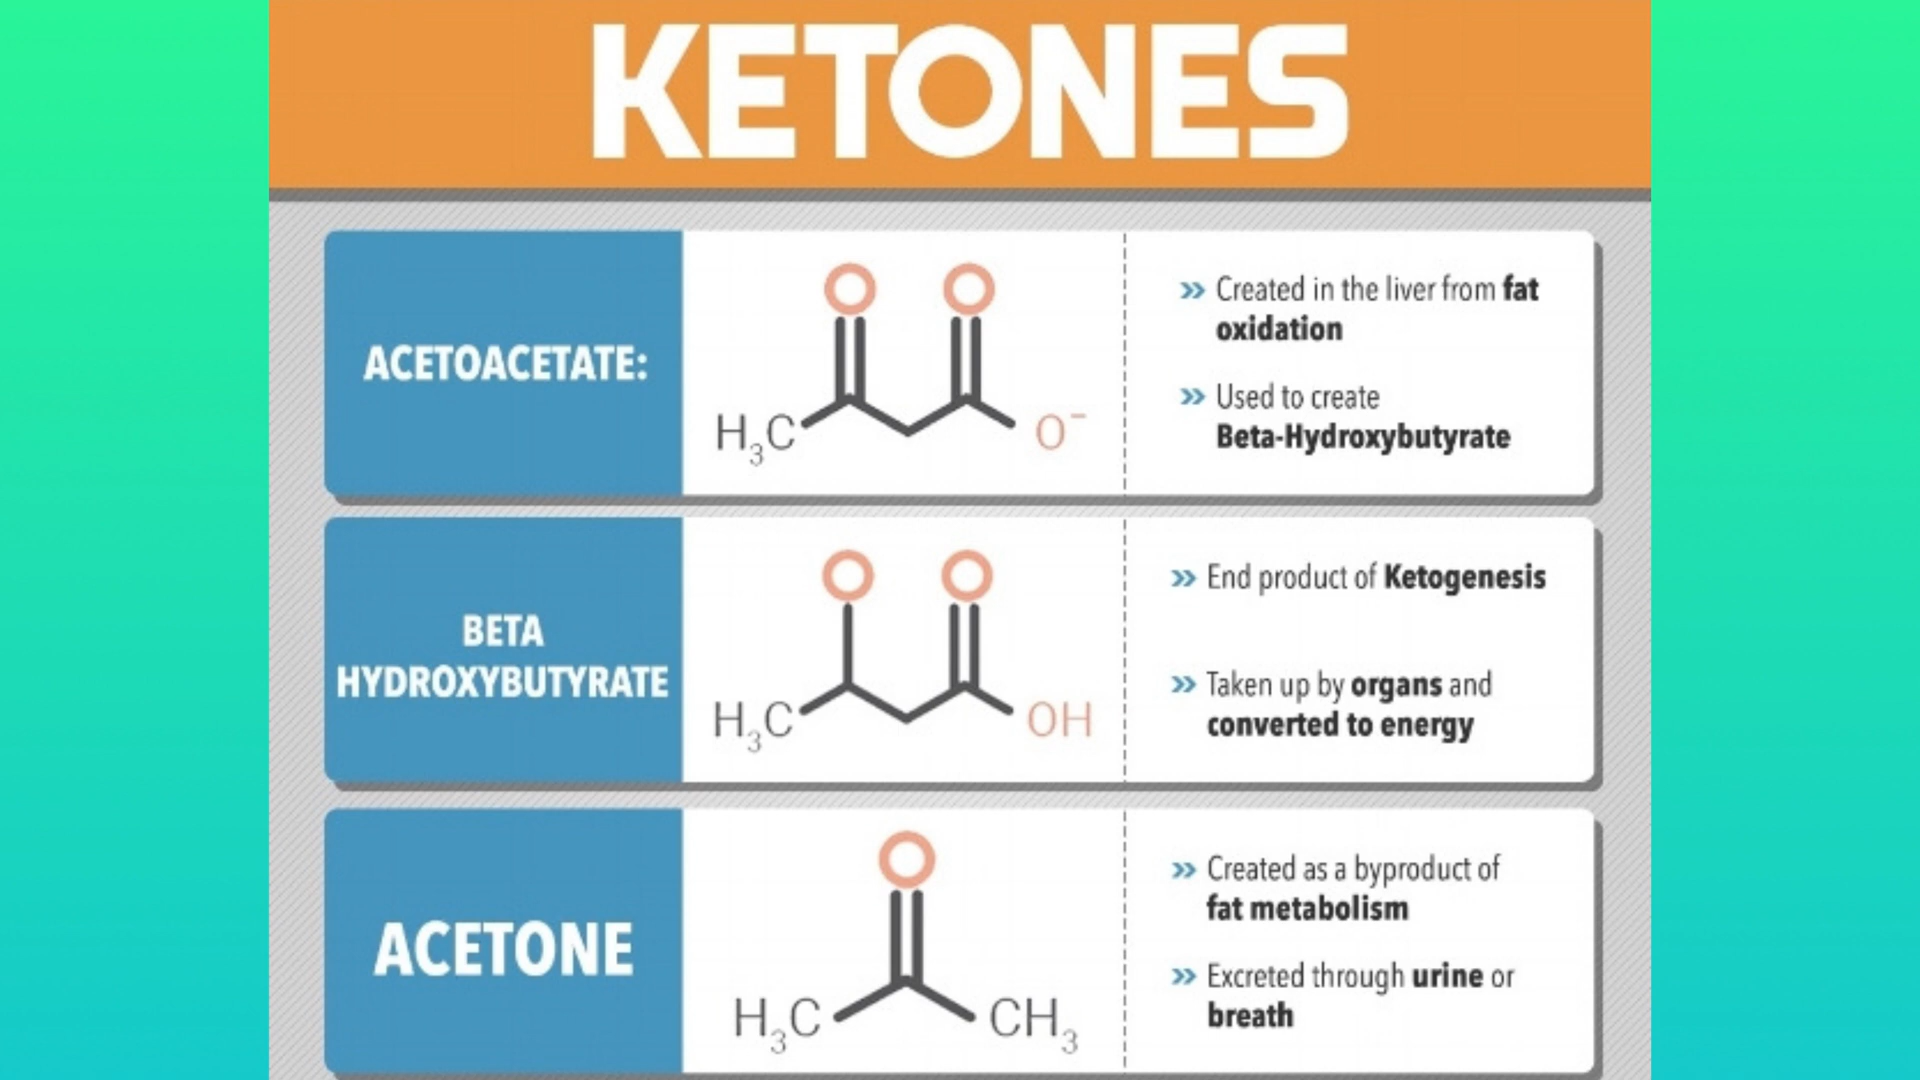 KETONES
ACETOACETATE:
O O
H₃C O⁻
» Created in the liver from fat
oxidation
» Used to create
Beta-Hydroxybutyrate
BETA
HYDROXYBUTYRATE
O O
H₃C OH
» End product of Ketogenesis
» Taken up by organs and
converted to energy
ACETONE
O
H₃C CH₃
» Created as a byproduct of
fat metabolism
» Excreted through urine or
breath